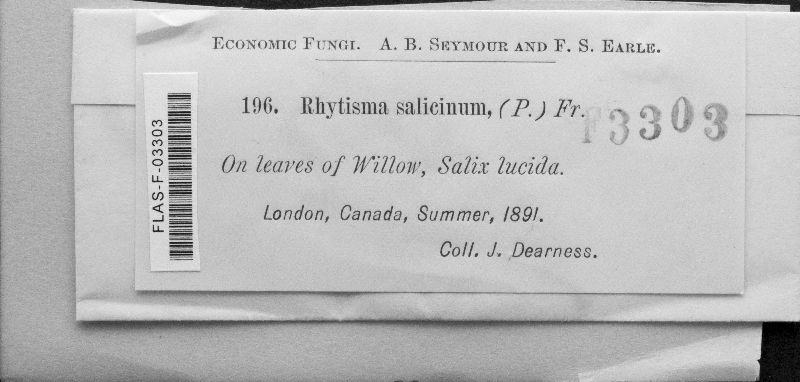 ECONOMIC FUNGI. A. B. SEYMOUR AND F. S. EARLE.
196. Rhytisma salicinum, (P.) Fr.
F3303
On leaves of Willow, Salix lucida.
London, Canada, Summer, 1891.
Coll. J. Dearness.
FLAS-F-03303